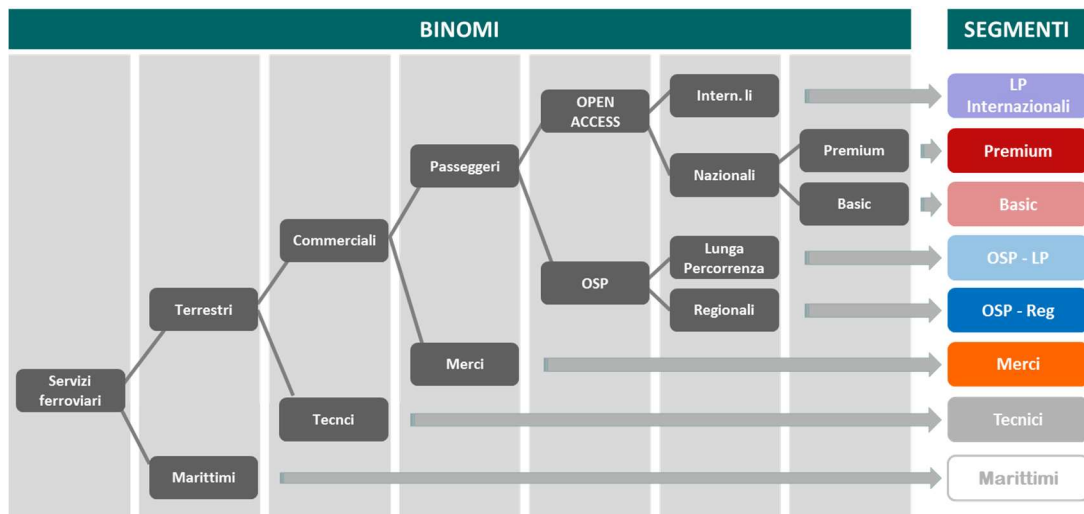 BINOMI
SEGMENTI
Servizi
ferroviari
Terrestri
Marittimi
Commerciali
Tecnci
Passeggeri
Merci
OPEN
ACCESS
OSP
Intern. li
Nazionali
Lunga
Percorrenza
Regionali
Premium
Basic
LP
Internazionali
Premium
Basic
OSP - LP
OSP - Reg
Merci
Tecnici
Marittimi